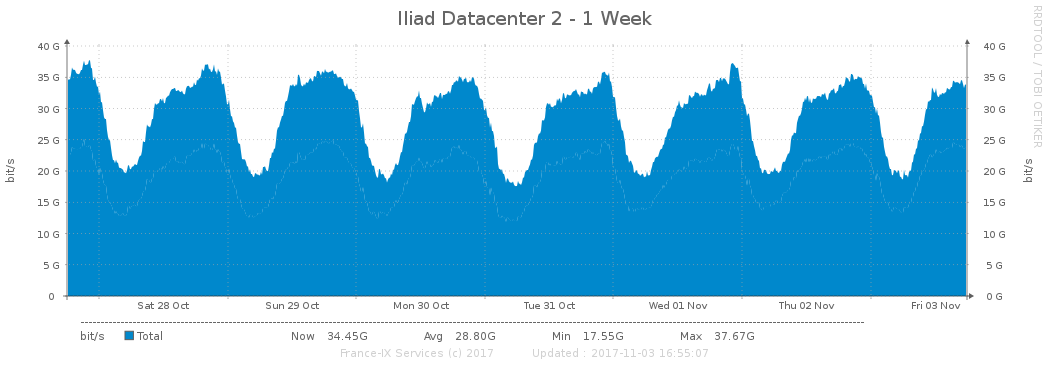 Iliad Datacenter 2 - 1 Week
RRDTOOL / TOBI OETIKER
40 G 40 G
35 G 35 G
30 G 30 G
25 G 25 G
20 G 20 G
15 G 15 G
10 G 10 G
5 G 5 G
0 0 G
bit/s bit/s
Sat 28 Oct Sun 29 Oct Mon 30 Oct Tue 31 Oct Wed 01 Nov Thu 02 Nov Fri 03 Nov
bit/s Total Now 34.45G Avg 28.80G Min 17.55G Max 37.67G
France-IX Services (c) 2017 Updated : 2017-11-03 16:55:07